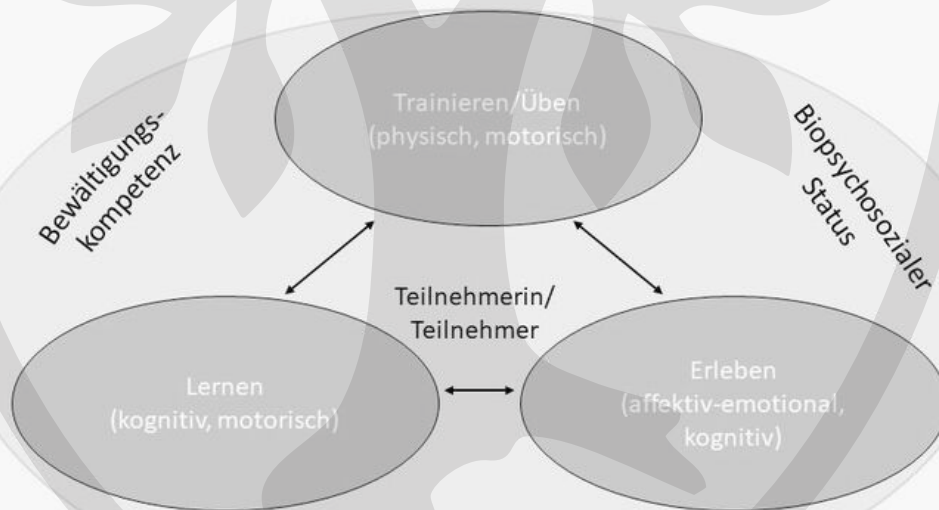 Trainieren/Üben
(physisch, motorisch)
Bewältigungs-
kompetenz
Biopsychosozialer
Status
Teilnehmerin/
Teilnehmer
Lernen
(kognitiv, motorisch)
Erleben
(affektiv-emotional,
kognitiv)